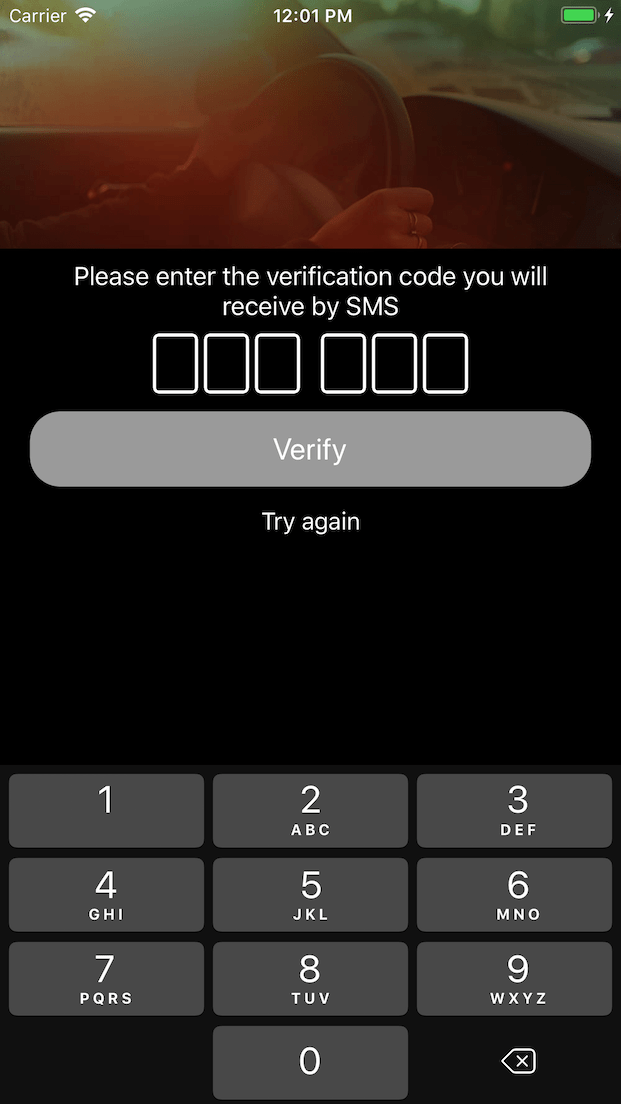 Carrier 12:01 PM
Please enter the verification code you will
receive by SMS
Verify
Try again
1 2 3
ABC DEF
4 5 6
GHI JKL MNO
7 8 9
PQRS TUV WXYZ
0